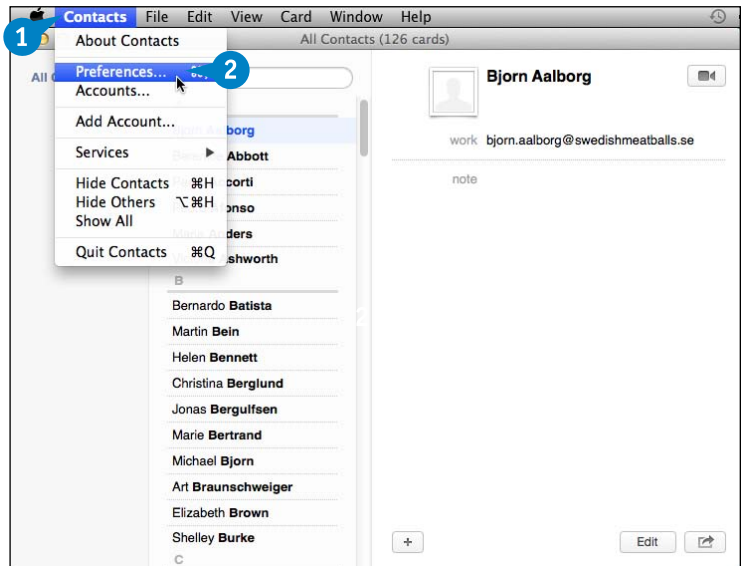 Contacts File Edit View Card Window Help
1
All Contacts (126 cards)
About Contacts
Preferences... 2
All
Accounts...
Add Account...
Services
Hide Contacts ⌘H
Hide Others ⌥⌘H
Show All
Quit Contacts ⌘Q
Abbott
Ashworth
B
Bernardo Batista
Martin Bein
Helen Bennett
Christina Berglund
Jonas Bergulfsen
Marie Bertrand
Michael Bjorn
Art Braunschweiger
Elizabeth Brown
Shelley Burke
C
Bjorn Aalborg
work bjorn.aalborg@swedishmeatballs.se
note
+ Edit